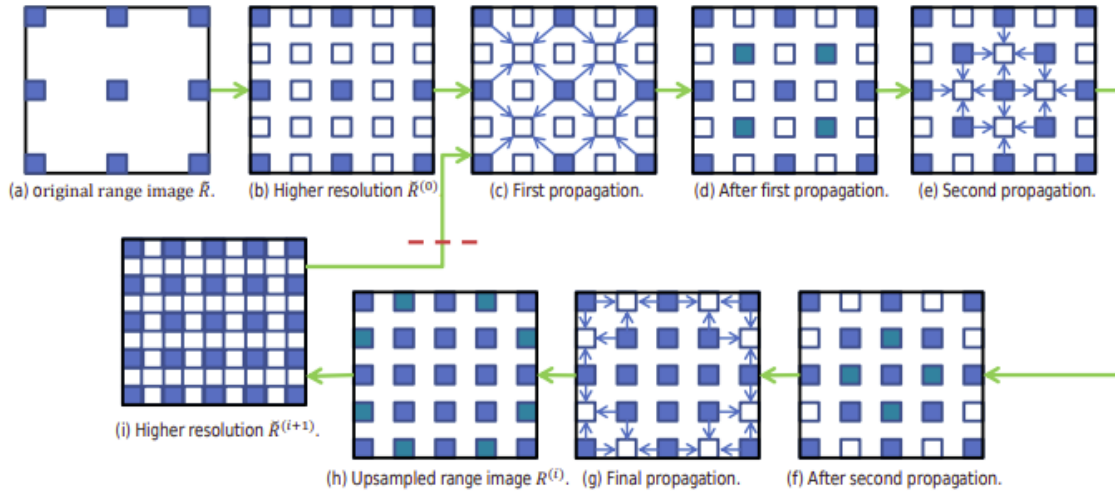 (a) original range image R̄.
(b) Higher resolution R̄⁽⁰⁾
(c) First propagation.
(d) After first propagation.
(e) Second propagation.
(i) Higher resolution R̄⁽ⁱ⁺¹⁾.
(h) Upsampled range image R⁽ⁱ⁾.
(g) Final propagation.
(f) After second propagation.